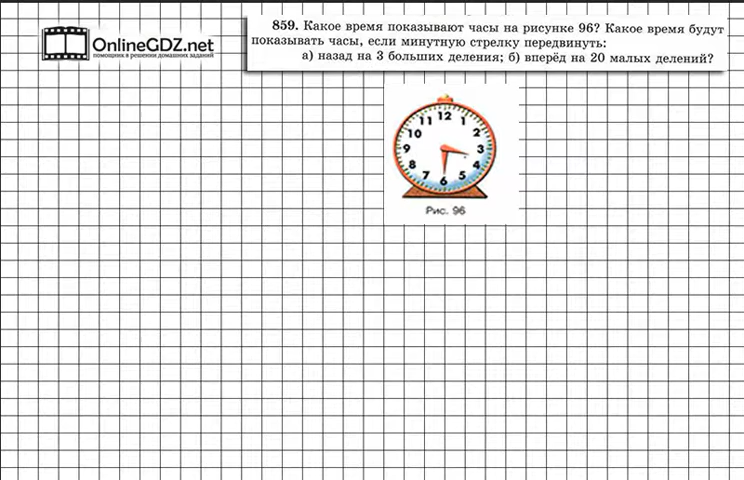 OnlineGDZ.net
помощник в решении домашних заданий
859. Какое время показывают часы на рисунке 96? Какое время будут
показывать часы, если минутную стрелку передвинуть:
а) назад на 3 больших деления; б) вперёд на 20 малых делений?
12
11 1
10 2
9 3
8 4
7 5
6
Рис. 96